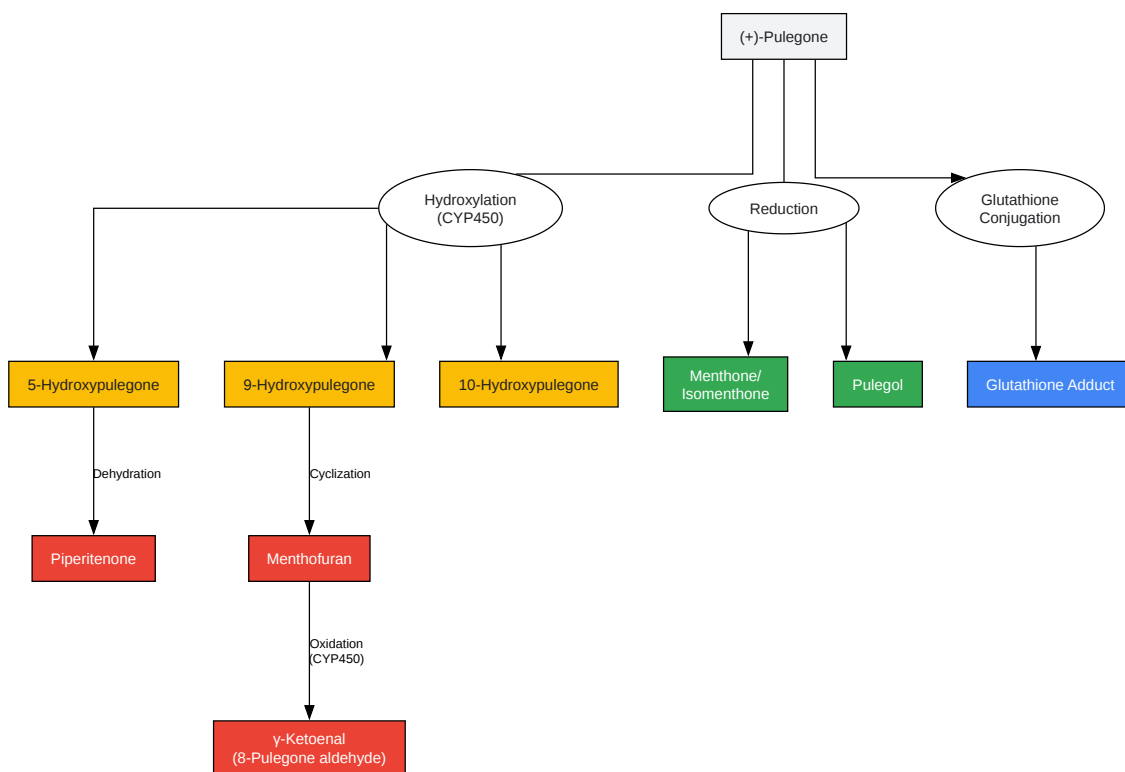 (+)-Pulegone
Hydroxylation
(CYP450)
Reduction
Glutathione
Conjugation
5-Hydroxypulegone
9-Hydroxypulegone
10-Hydroxypulegone
Menthone/
Isomenthone
Pulegol
Glutathione Adduct
Dehydration
Cyclization
Piperitenone
Menthofuran
Oxidation
(CYP450)
γ-Ketoenal
(8-Pulegone aldehyde)